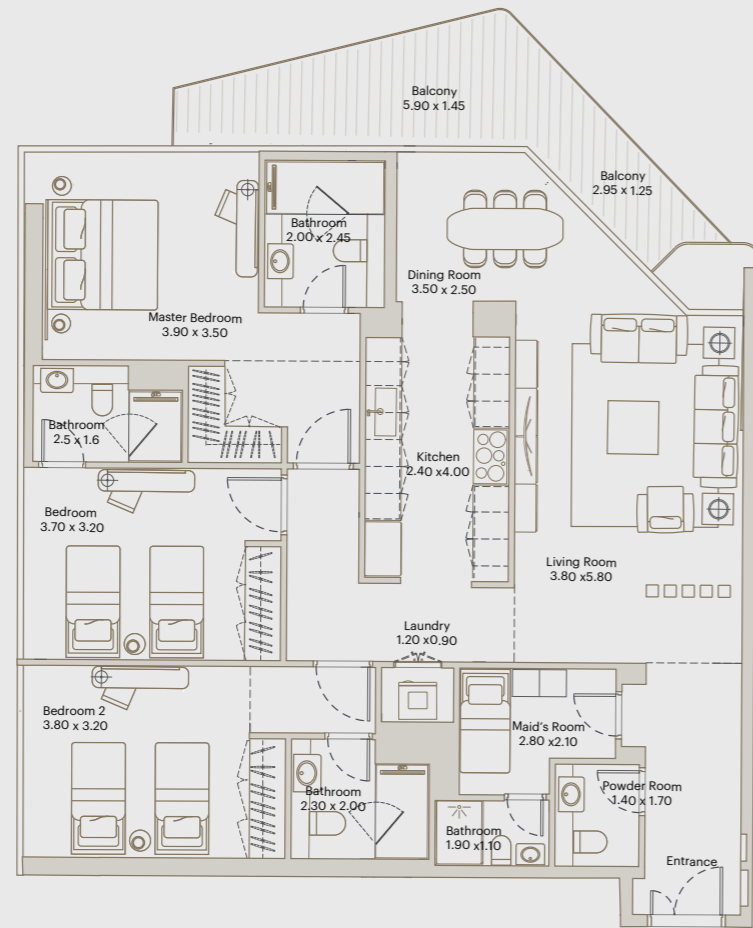 Balcony
5.90 x 1.45
Balcony
2.95 x 1.25
Bathroom
2.00 x 2.45
Dining Room
3.50 x 2.50
Master Bedroom
3.90 x 3.50
Bathroom
2.5 x 1.6
Kitchen
2.40 x4.00
Bedroom
3.70 x 3.20
Living Room
3.80 x5.80
Laundry
1.20 x0.90
Bedroom 2
3.80 x 3.20
Maid's Room
2.80 x2.10
Bathroom
2.30 x 2.00
Powder Room
1.40 x 1.70
Bathroom
1.90 x1.10
Entrance